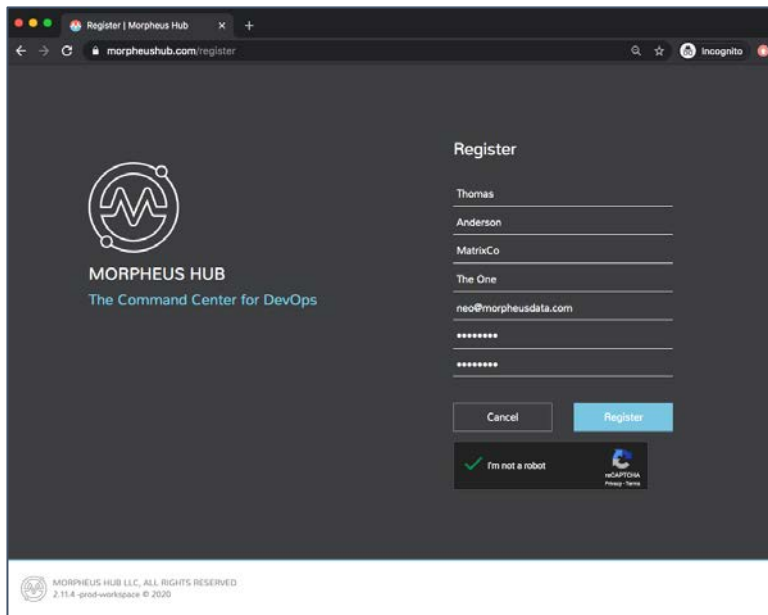 Register | Morpheus Hub
morpheushub.com/register
Incognito
Register
Thomas
Anderson
MORPHEUS HUB
The Command Center for DevOps
MatrixCo
The One
neo@morpheusdata.com
••••••••
••••••••
Cancel
Register
I'm not a robot
reCAPTCHA
Privacy - Terms
MORPHEUS HUB LLC, ALL RIGHTS RESERVED
2.11.4 -prod-workspace © 2020